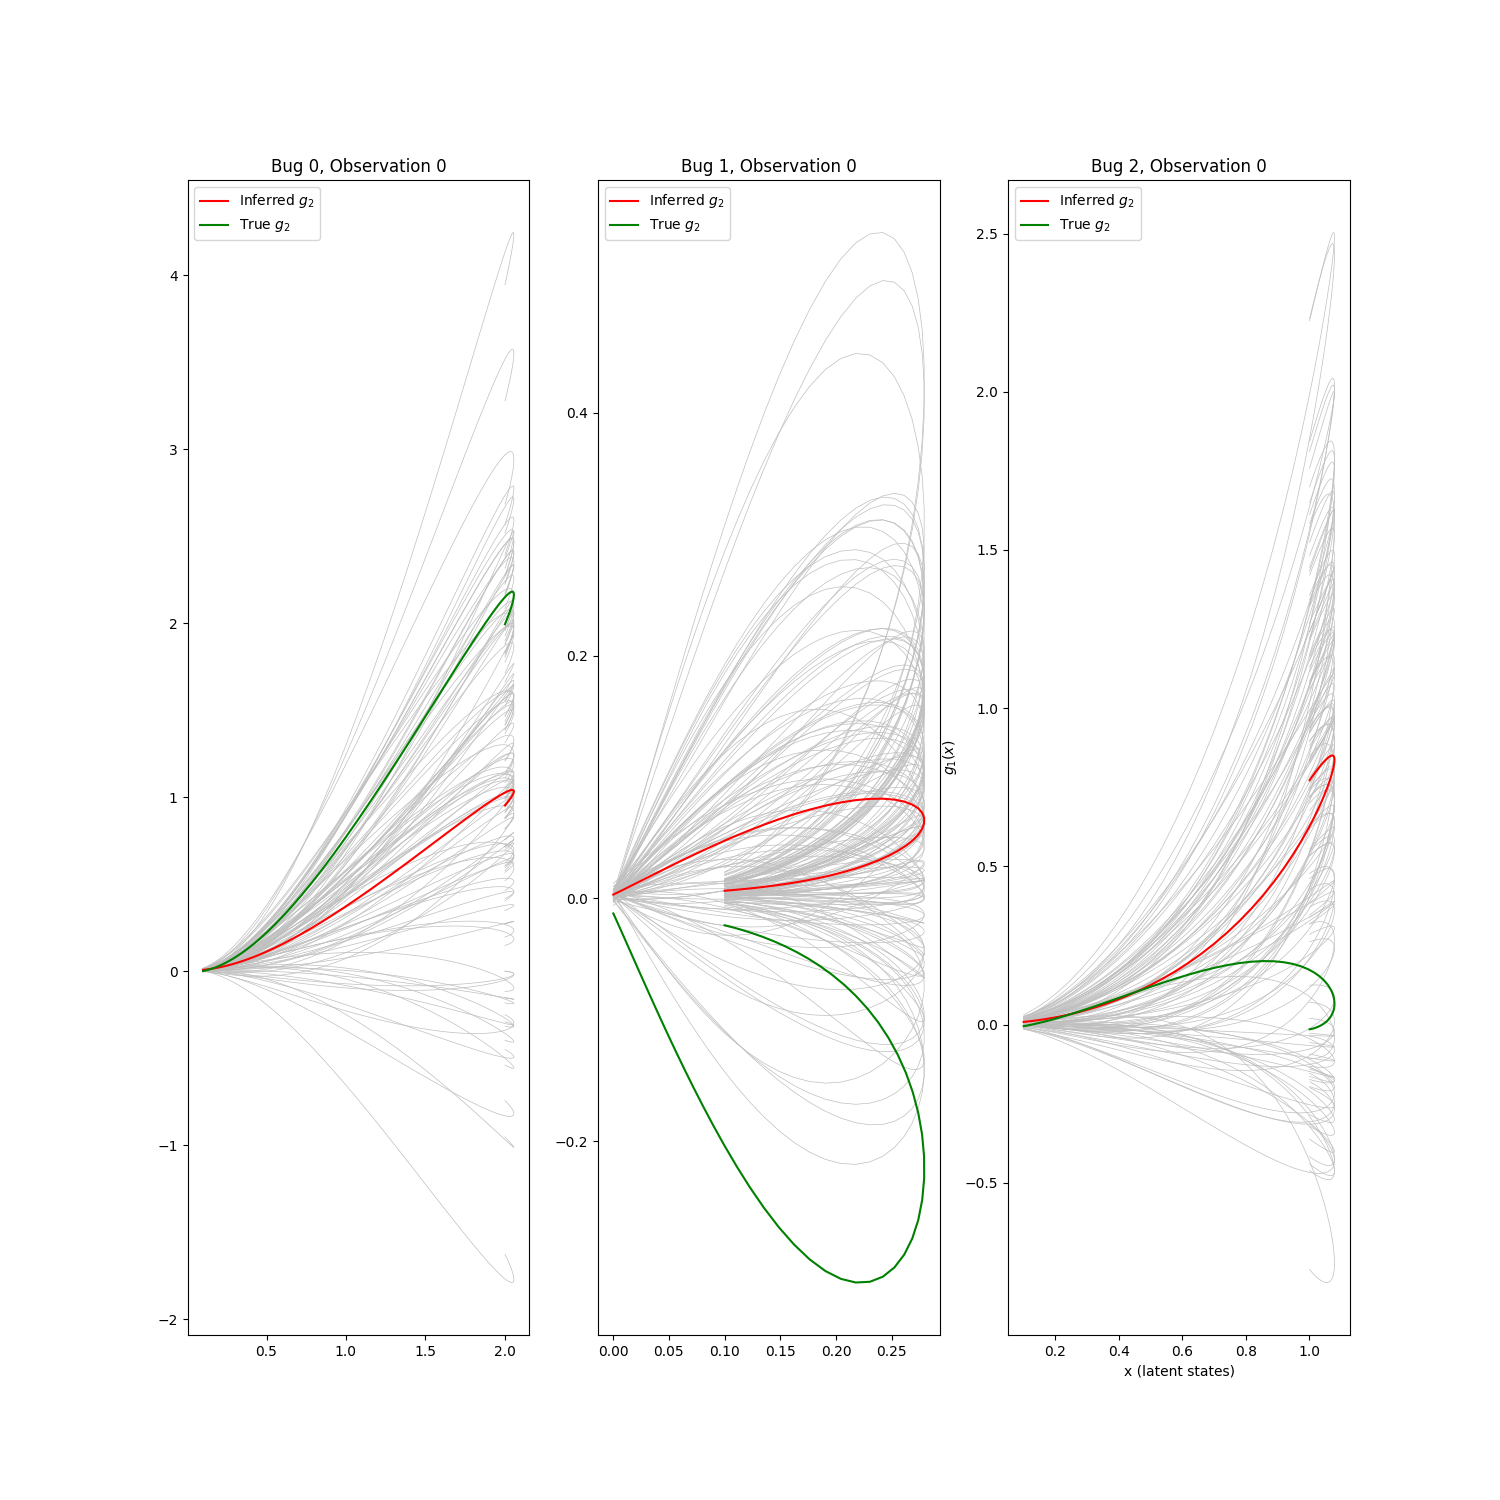 Bug 0, Observation 0
Inferred g₂
True g₂
4
3
2
1
0
−1
−2
0.5 1.0 1.5 2.0
Bug 1, Observation 0
Inferred g₂
True g₂
0.4
0.2
0.0
−0.2
0.00 0.05 0.10 0.15 0.20 0.25
Bug 2, Observation 0
Inferred g₂
True g₂
g₁(x)
2.5
2.0
1.5
1.0
0.5
0.0
−0.5
0.2 0.4 0.6 0.8 1.0
x (latent states)